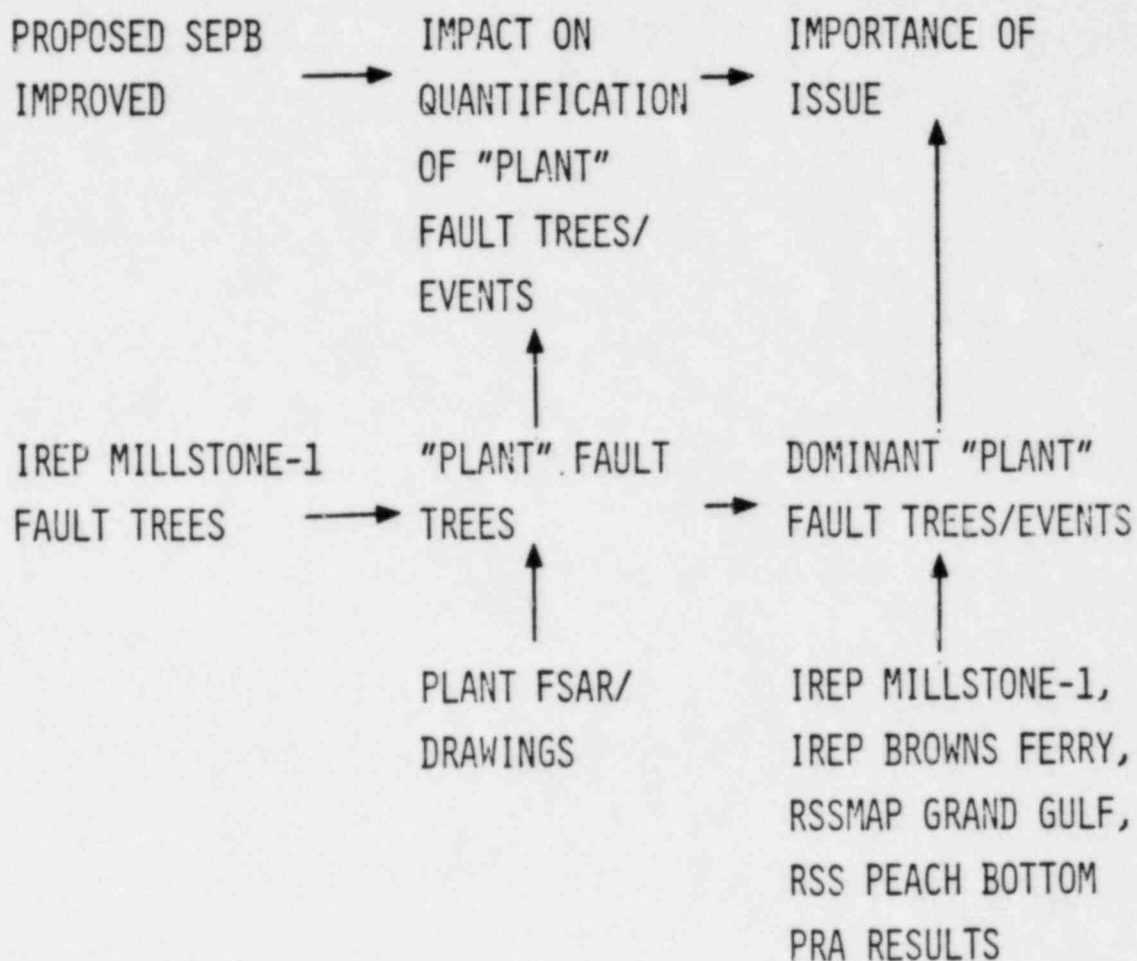 PROPOSED SEPB
IMPROVED
IMPACT ON
QUANTIFICATION
OF "PLANT"
FAULT TREES/
EVENTS
IMPORTANCE OF
ISSUE
IREP MILLSTONE-1
FAULT TREES
"PLANT". FAULT
TREES
DOMINANT "PLANT"
FAULT TREES/EVENTS
PLANT FSAR/
DRAWINGS
IREP MILLSTONE-1,
IREP BROWNS FERRY,
RSSMAP GRAND GULF,
RSS PEACH BOTTOM
PRA RESULTS